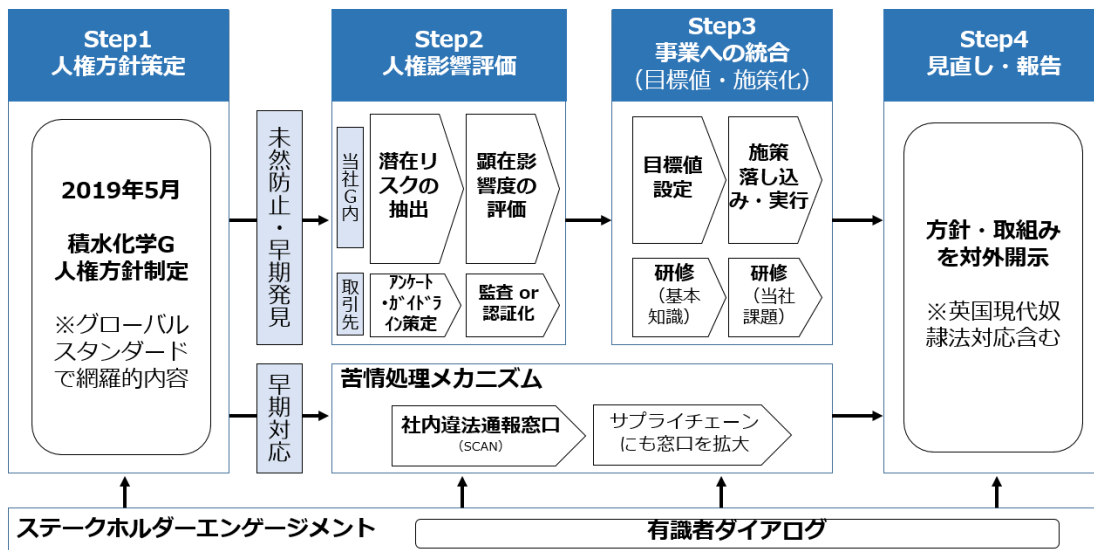 Step1
人権方針策定
2019年5月
積水化学G
人権方針制定
※グローバル
スタンダード
で網羅的内容
未然防止・早期発見
早期対応
Step2
人権影響評価
当社G内
潜在リ
スクの
抽出
顕在影
響度の
評価
取引先
ｱﾝｹｰﾄ
・ｶﾞｲﾄﾞﾗ
ｲﾝ策定
監査 or
認証化
Step3
事業への統合
（目標値・施策化）
目標値
設定
施策
落し込
み・実行
研修
（基本
知識）
研修
（当社
課題）
苦情処理メカニズム
社内違法通報窓口
(SCAN)
サプライチェーン
にも窓口を拡大
Step4
見直し・報告
方針・取組み
を対外開示
※英国現代奴
隷法対応含む
ステークホルダーエンゲージメント
有識者ダイアログ